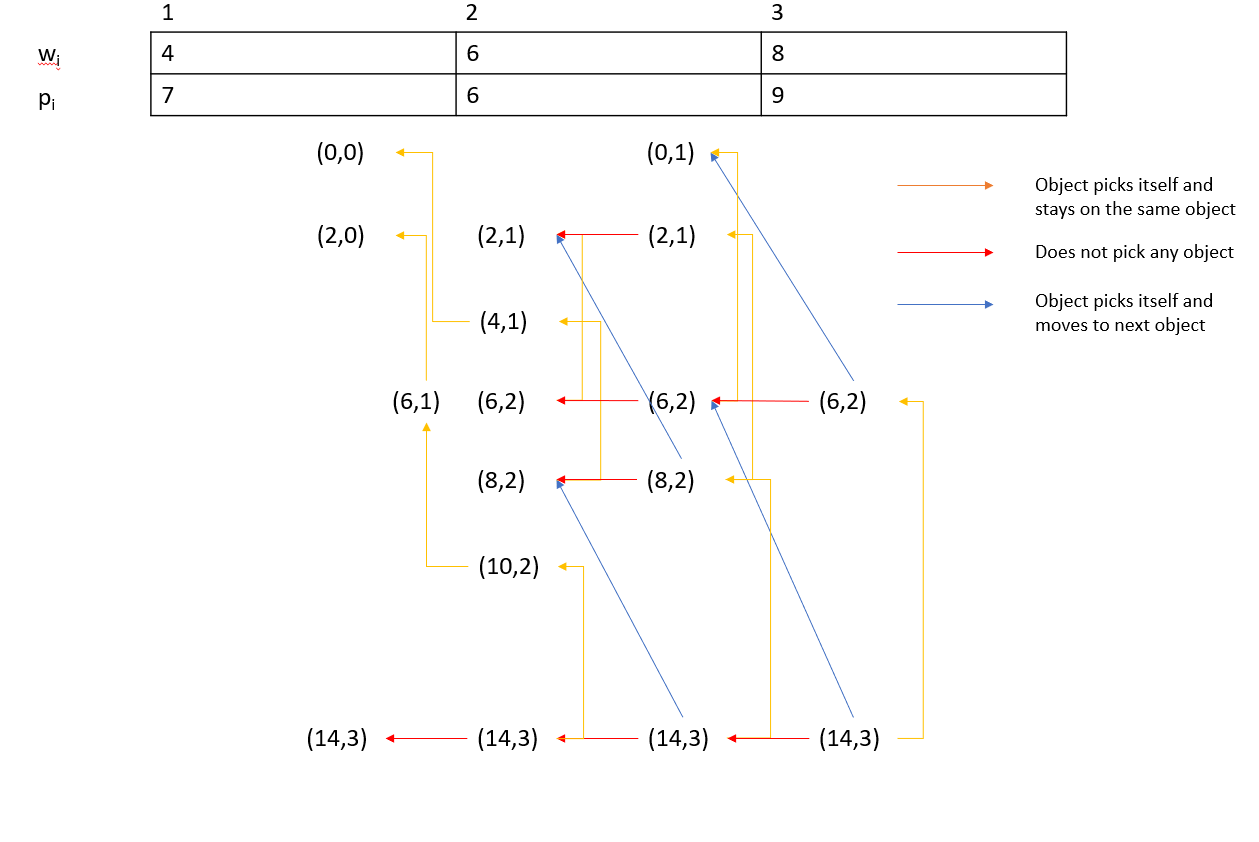 1 2 3
wᵢ 4 6 8
pᵢ 7 6 9
(0,0) (0,1)
Object picks itself and
stays on the same object
(2,0) (2,1) (2,1)
Does not pick any object
Object picks itself and
moves to next object
(4,1)
(6,1) (6,2) (6,2) (6,2)
(8,2) (8,2)
(10,2)
(14,3) (14,3) (14,3) (14,3)